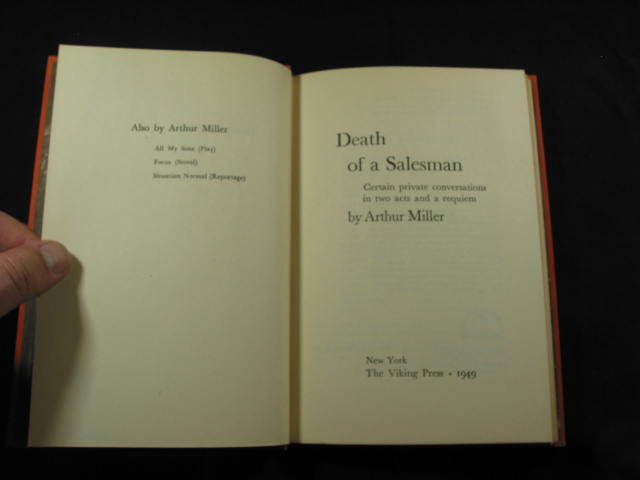 Also by Arthur Miller
All My Sons (Play)
Focus (Novel)
Situation Normal (Reportage)
Death
of a Salesman
Certain private conversations
in two acts and a requiem
by Arthur Miller
New York
The Viking Press · 1949